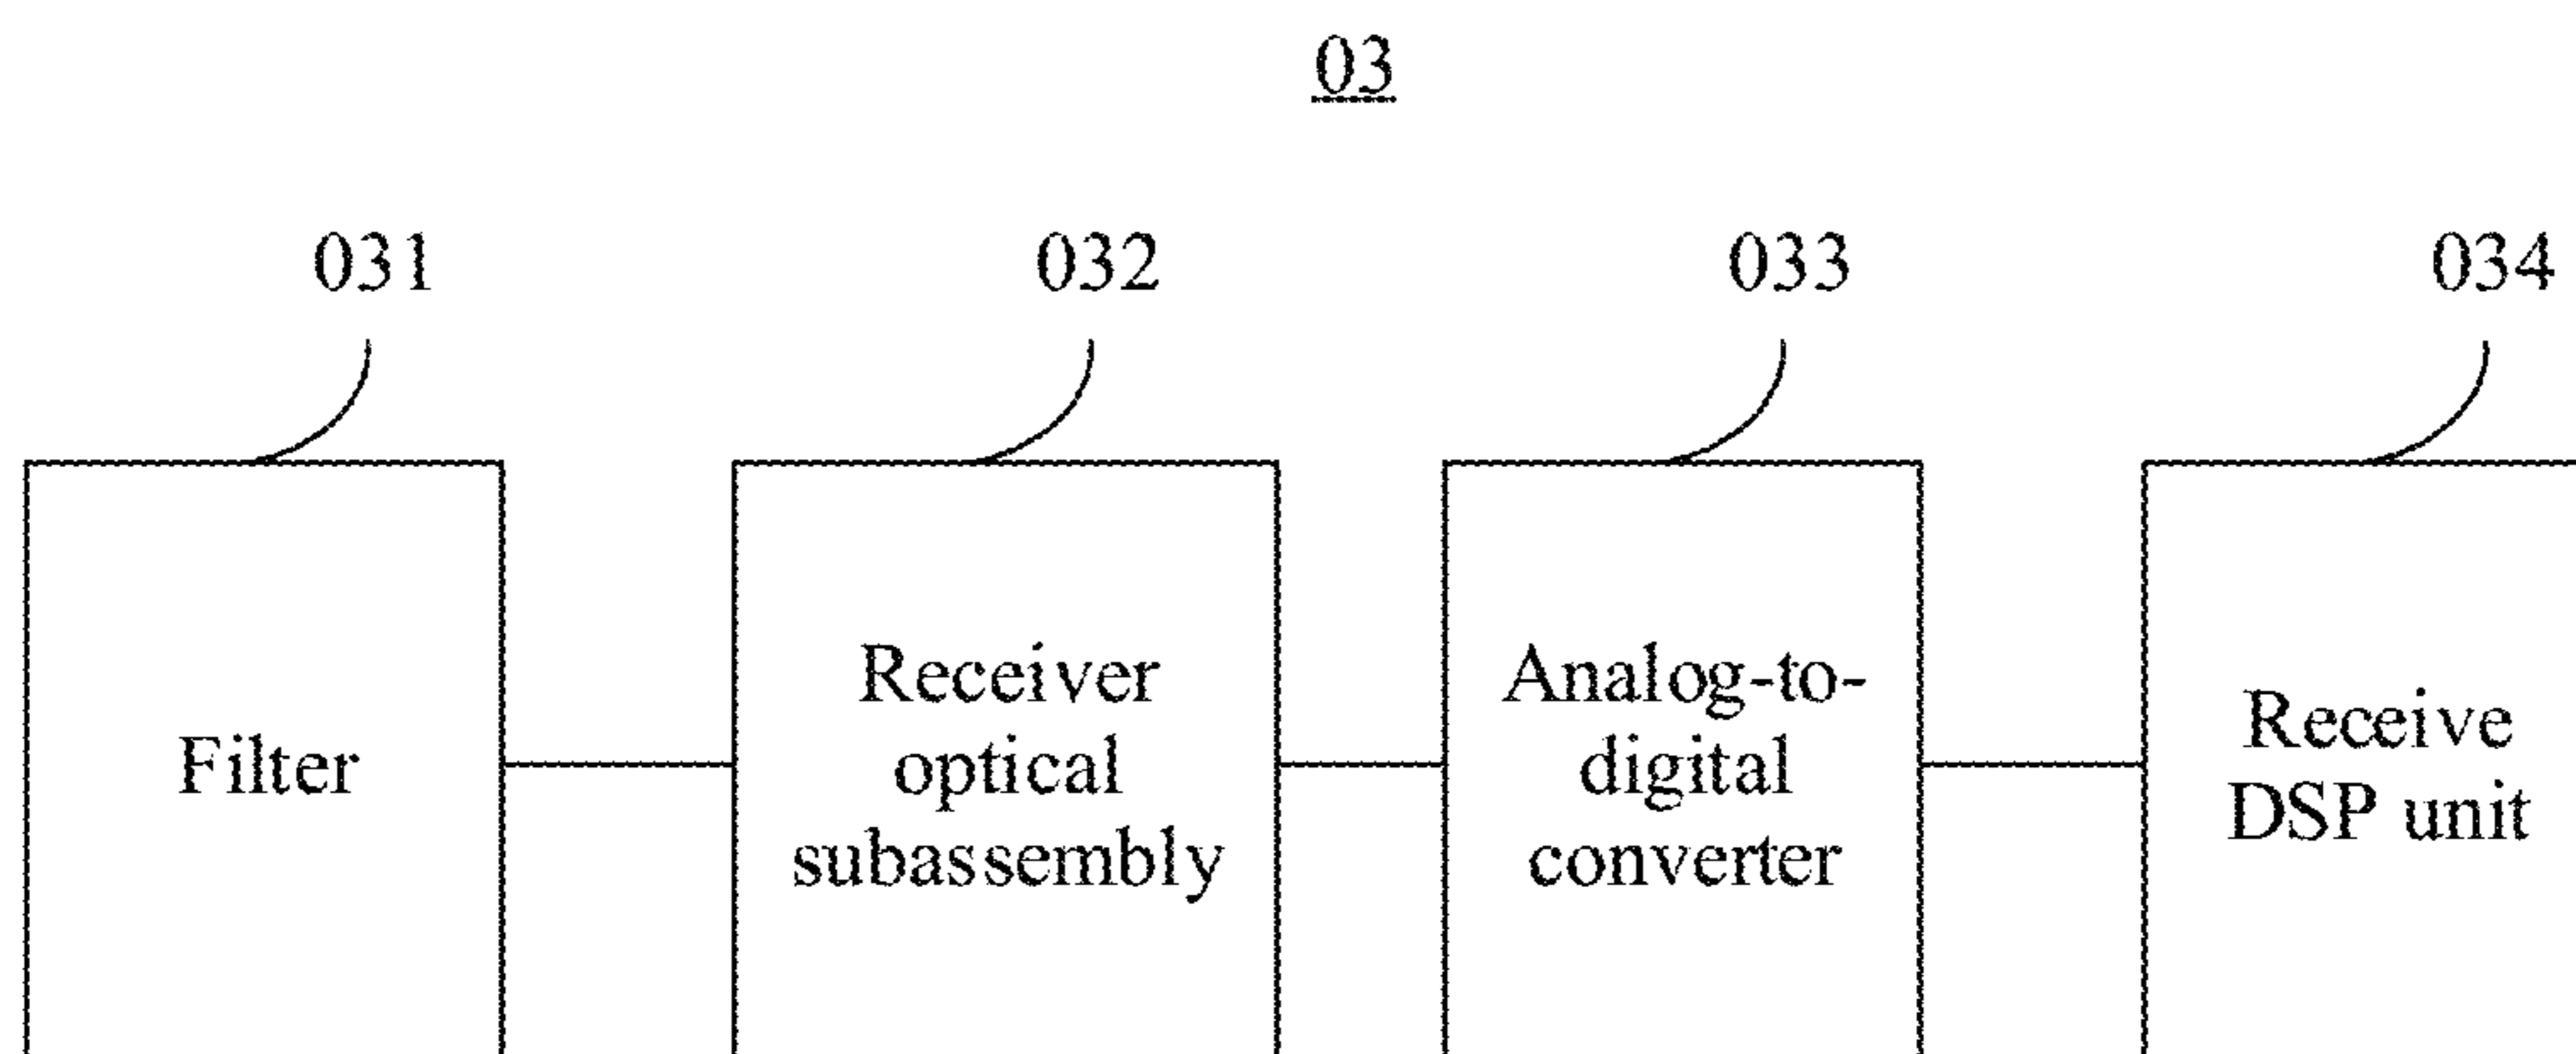 03
031
032
033
034
Filter
Receiver
optical
subassembly
Analog-to-
digital
converter
Receive
DSP unit